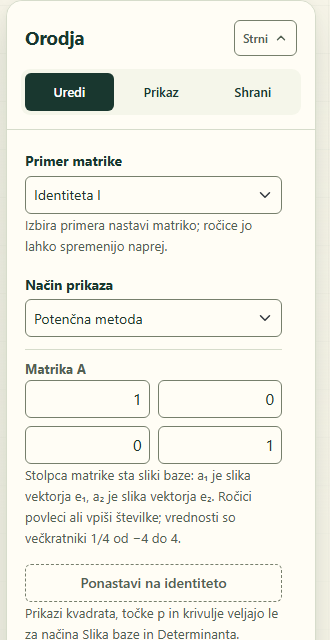 Orodja
Strni
Uredi
Prikaz
Shrani
Primer matrike
Identiteta I
Izbira primera nastavi matriko; ročice jo
lahko spremenijo naprej.
Način prikaza
Potenčna metoda
Matrika A
1
0
0
1
Stolpca matrike sta sliki baze: a₁ je slika
vektorja e₁, a₂ je slika vektorja e₂. Ročici
povleci ali vpiši številke; vrednosti so
večkratniki 1/4 od −4 do 4.
Ponastavi na identiteto
Prikazi kvadrata, točke p in krivulje veljajo le
za načina Slika baze in Determinanta.